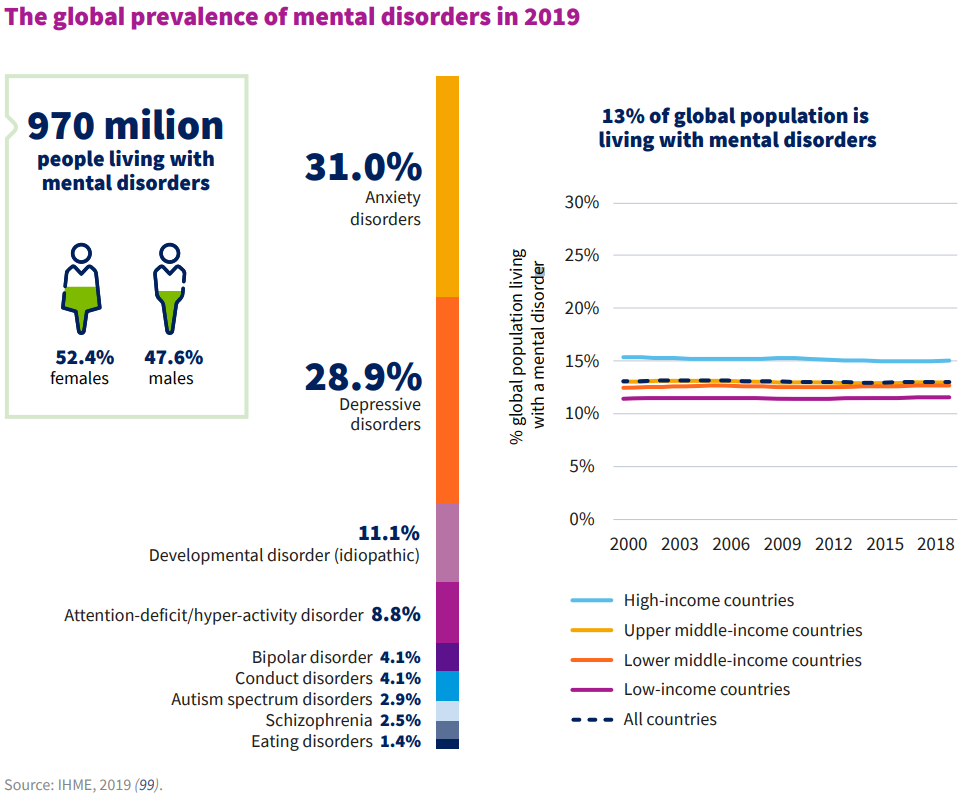 The global prevalence of mental disorders in 2019
970 milion
people living with
mental disorders
52.4%
females
47.6%
males
31.0%
Anxiety
disorders
28.9%
Depressive
disorders
11.1%
Developmental disorder (idiopathic)
Attention-deficit/hyper-activity disorder 8.8%
Bipolar disorder 4.1%
Conduct disorders 4.1%
Autism spectrum disorders 2.9%
Schizophrenia 2.5%
Eating disorders 1.4%
13% of global population is
living with mental disorders
% global population living
with a mental disorder
30%
25%
20%
15%
10%
5%
0%
2000 2003 2006 2009 2012 2015 2018
High-income countries
Upper middle-income countries
Lower middle-income countries
Low-income countries
All countries
Source: IHME, 2019 (99).